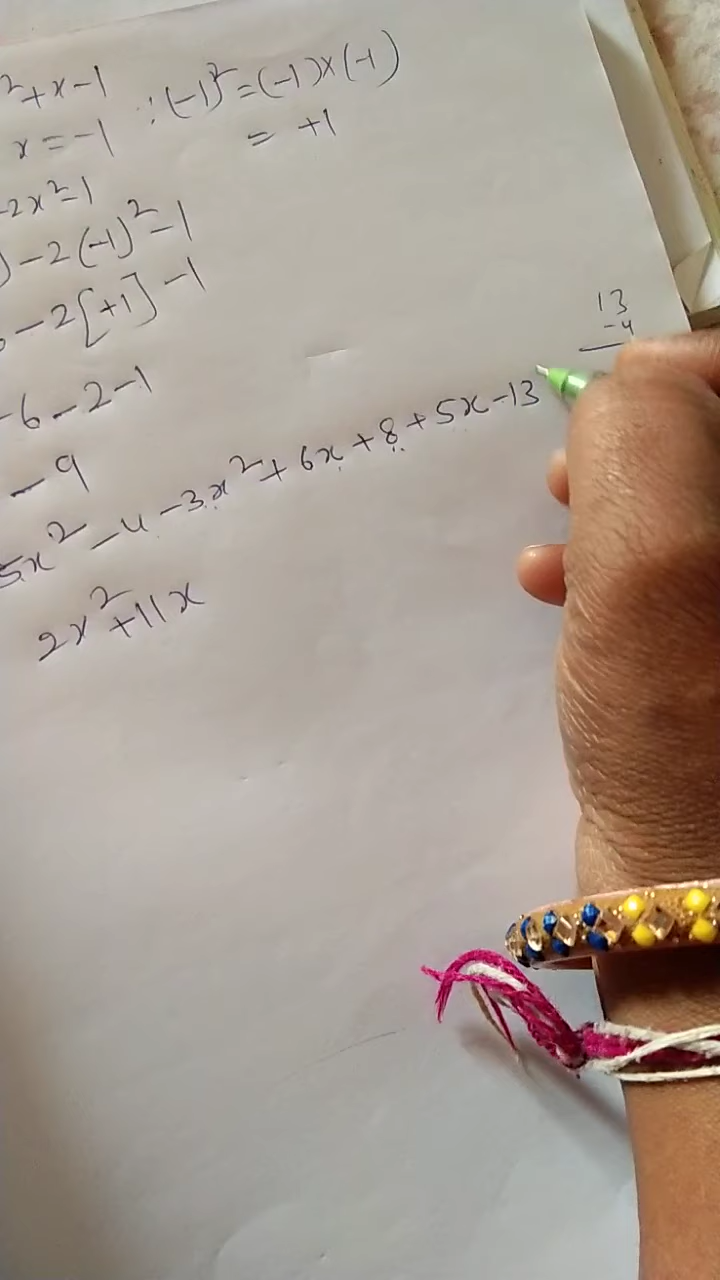 ²+x-1 ∴(-1)²=(-1)×(-1)
x=-1 = +1
-2x²-1
)-2(-1)²-1
-2[+1]-1
-6-2-1
-9
13
-4
5x²-4-3x²+6x+8+5x-13
2x²+11x